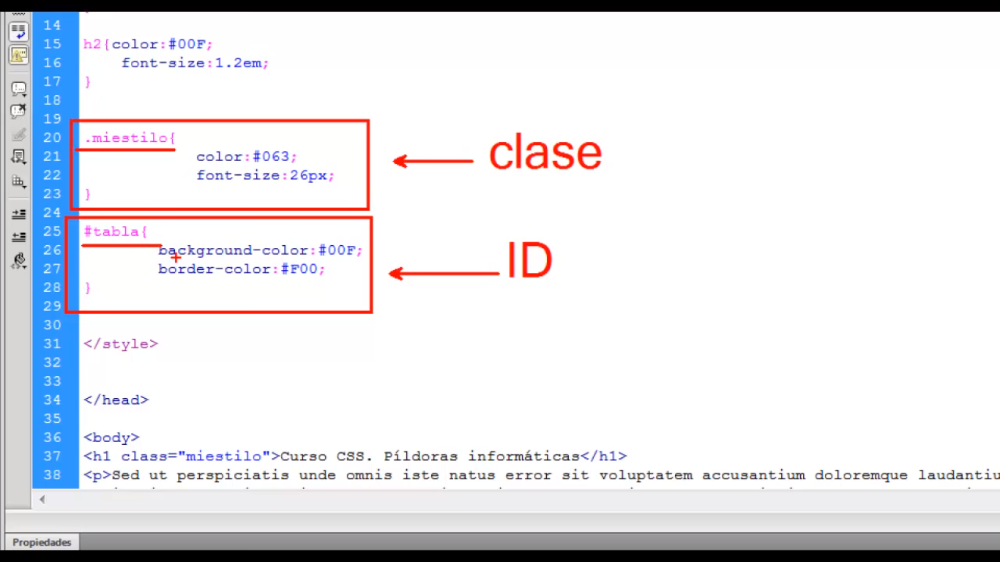 14
15 h2{color:#00F;
16 font-size:1.2em;
17 }
18
19
20 .miestilo{
21 color:#063;
22 font-size:26px;
23 }
clase
24
25 #tabla{
26 background-color:#00F;
27 border-color:#F00;
28 }
ID
29
30
31 </style>
32
33
34 </head>
35
36 <body>
37 <h1 class="miestilo">Curso CSS. Píldoras informáticas</h1>
38 <p>Sed ut perspiciatis unde omnis iste natus error sit voluptatem accusantium doloremque laudantiu
Propiedades